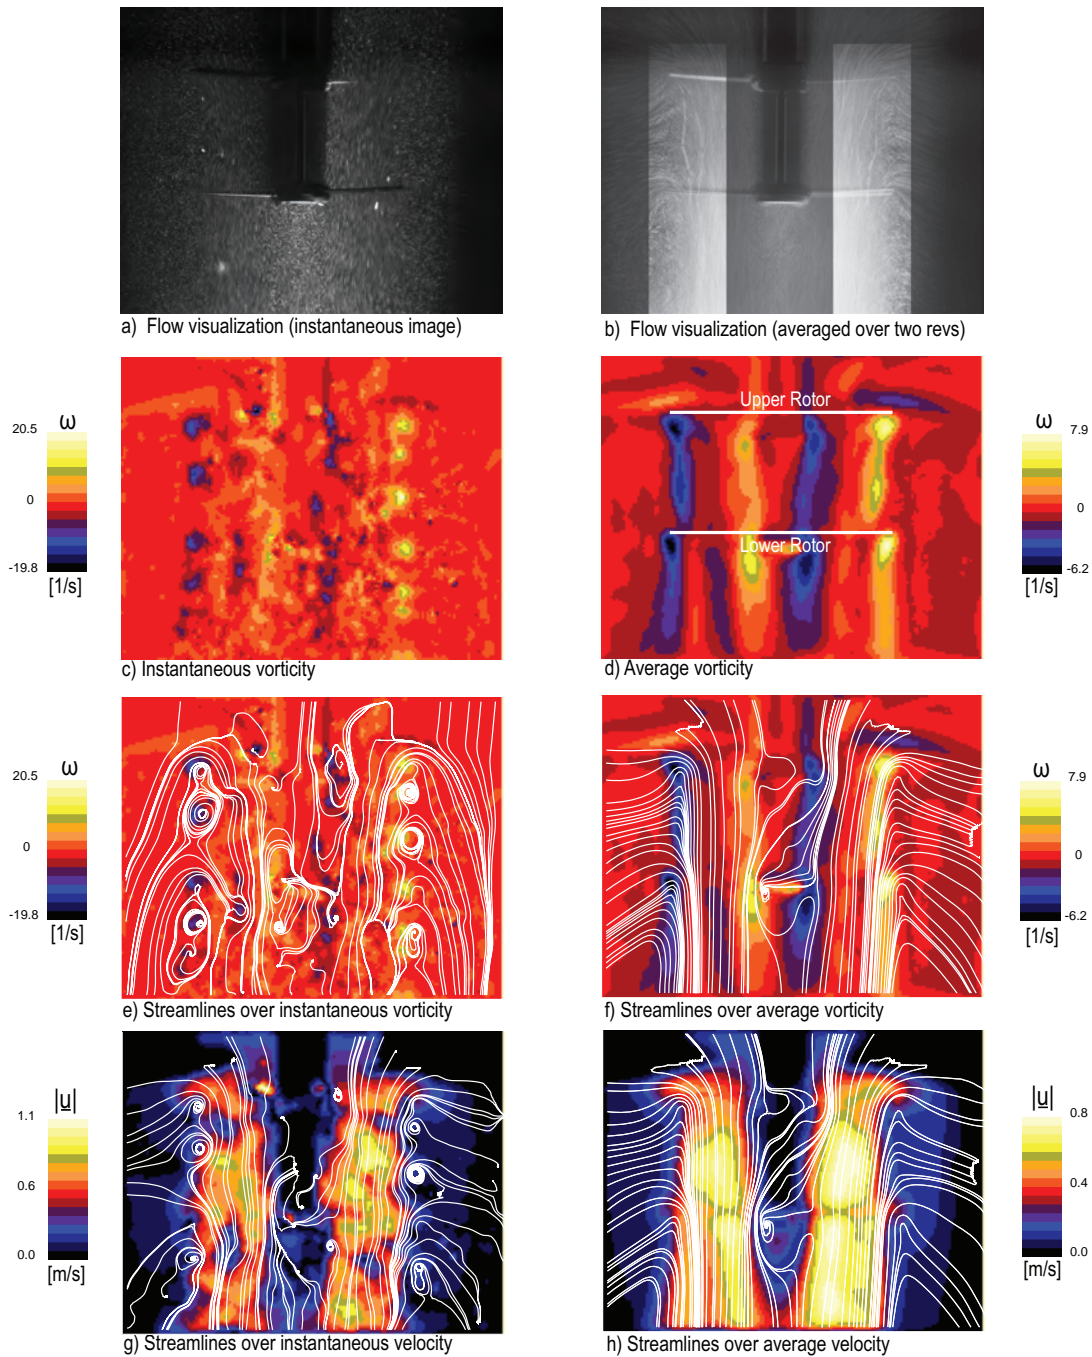 a) Flow visualization (instantaneous image)
b) Flow visualization (averaged over two revs)
ω
20.5
0
-19.8
[1/s]
c) Instantaneous vorticity
Upper Rotor
Lower Rotor
d) Average vorticity
ω
7.9
0
-6.2
[1/s]
ω
20.5
0
-19.8
[1/s]
e) Streamlines over instantaneous vorticity
f) Streamlines over average vorticity
ω
7.9
0
-6.2
[1/s]
|u|
1.1
0.6
0.0
[m/s]
g) Streamlines over instantaneous velocity
h) Streamlines over average velocity
|u|
0.8
0.4
0.0
[m/s]